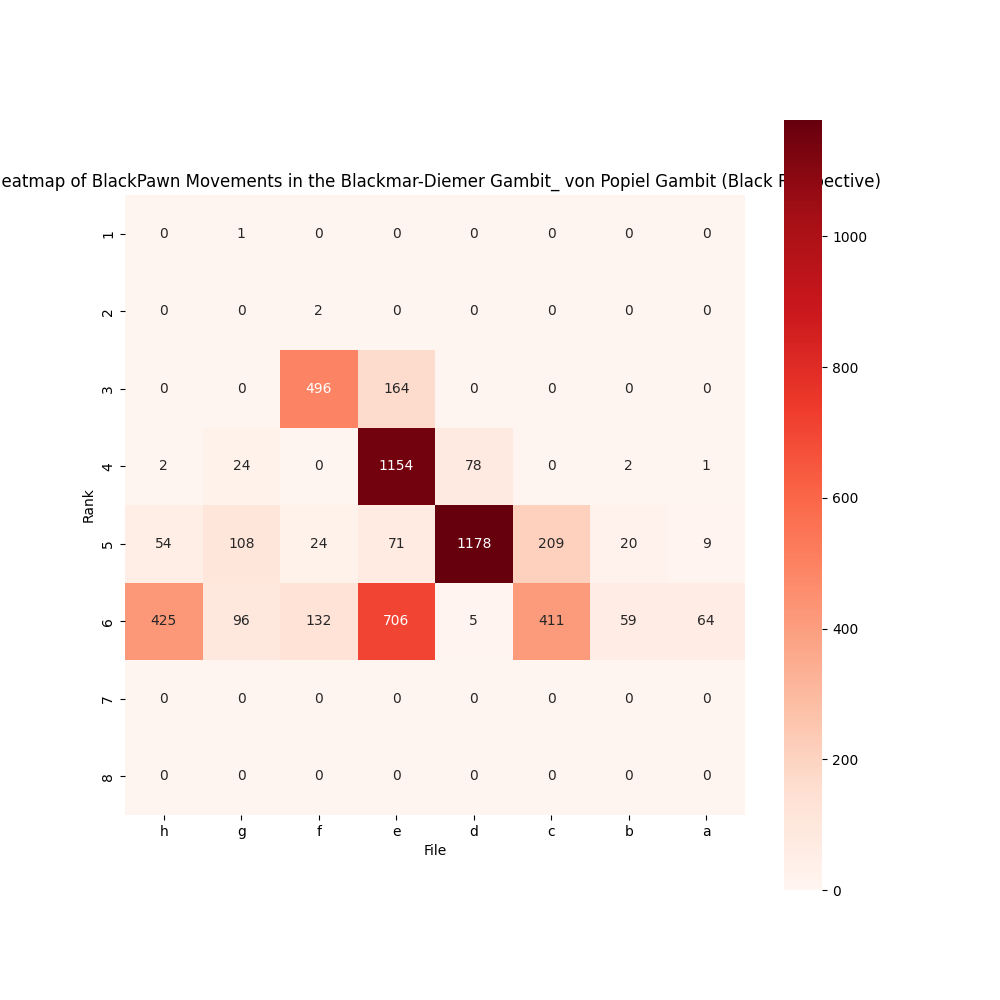 eatmap of BlackPawn Movements in the Blackmar-Diemer Gambit_ von Popiel Gambit (Black pective)
1000
800
600
400
200
0
Rank
1 0 1 0 0 0 0 0 0
2 0 0 2 0 0 0 0 0
3 0 0 496 164 0 0 0 0
4 2 24 0 1154 78 0 2 1
5 54 108 24 71 1178 209 20 9
6 425 96 132 706 5 411 59 64
7 0 0 0 0 0 0 0 0
8 0 0 0 0 0 0 0 0
h g f e d c b a
File